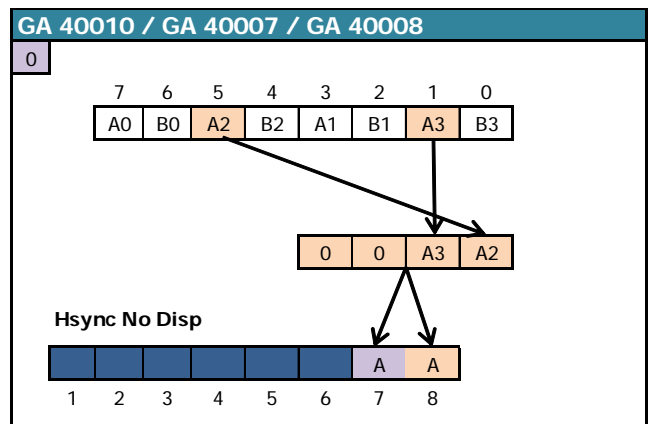 GA 40010 / GA 40007 / GA 40008
0
7 6 5 4 3 2 1 0
A0 B0 A2 B2 A1 B1 A3 B3
0 0 A3 A2
Hsync No Disp
A A
1 2 3 4 5 6 7 8